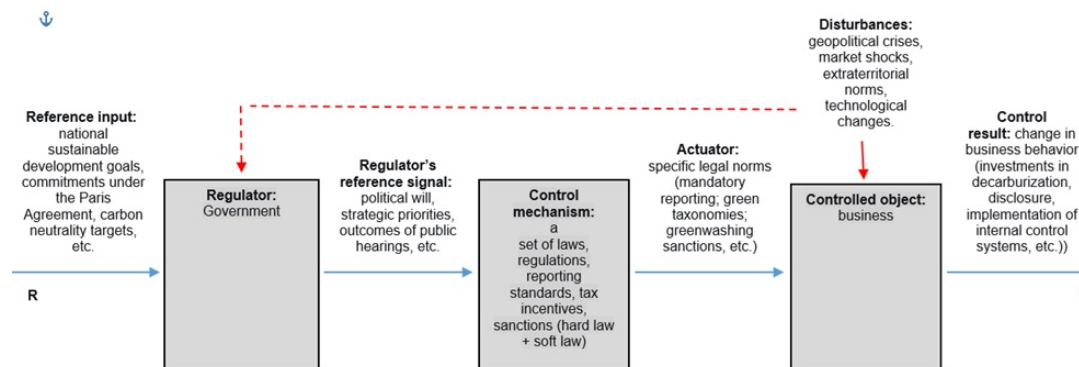 Disturbances:
geopolitical crises,
market shocks,
extraterritorial
norms,
technological
changes.
Reference input:
national
sustainable
development goals,
commitments under
the Paris
Agreement, carbon
neutrality targets,
etc.
R
Regulator:
Government
Regulator's
reference signal:
political will,
strategic priorities,
outcomes of public
hearings, etc.
Control
mechanism:
a
set of laws,
regulations,
reporting
standards, tax
incentives,
sanctions (hard law
+ soft law)
Actuator:
specific legal norms
(mandatory
reporting; green
taxonomies;
greenwashing
sanctions, etc.)
Controlled object:
business
Control
result: change in
business behavior
(investments in
decarburization,
disclosure,
implementation of
internal control
systems, etc.))